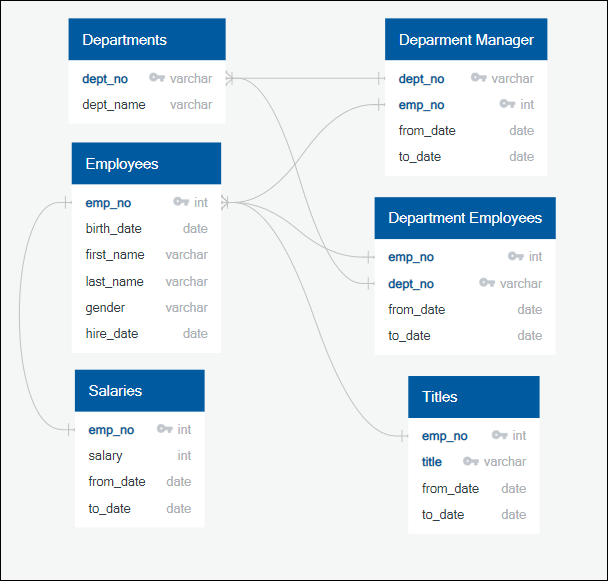 Departments
dept_no varchar
dept_name varchar
Employees
emp_no int
birth_date date
first_name varchar
last_name varchar
gender varchar
hire_date date
Salaries
emp_no int
salary int
from_date date
to_date date
Deparment Manager
dept_no varchar
emp_no int
from_date date
to_date date
Department Employees
emp_no int
dept_no varchar
from_date date
to_date date
Titles
emp_no int
title varchar
from_date date
to_date date